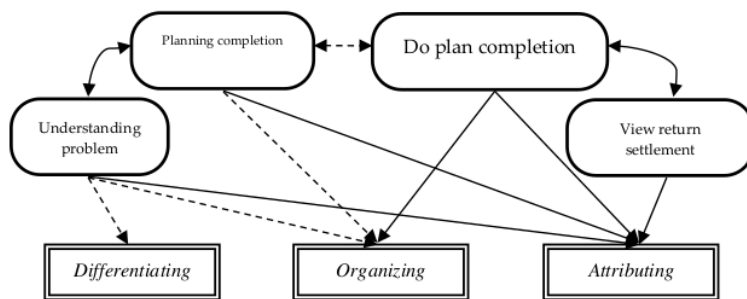 Planning completion
Do plan completion
Understanding
problem
View return
settlement
Differentiating
Organizing
Attributing